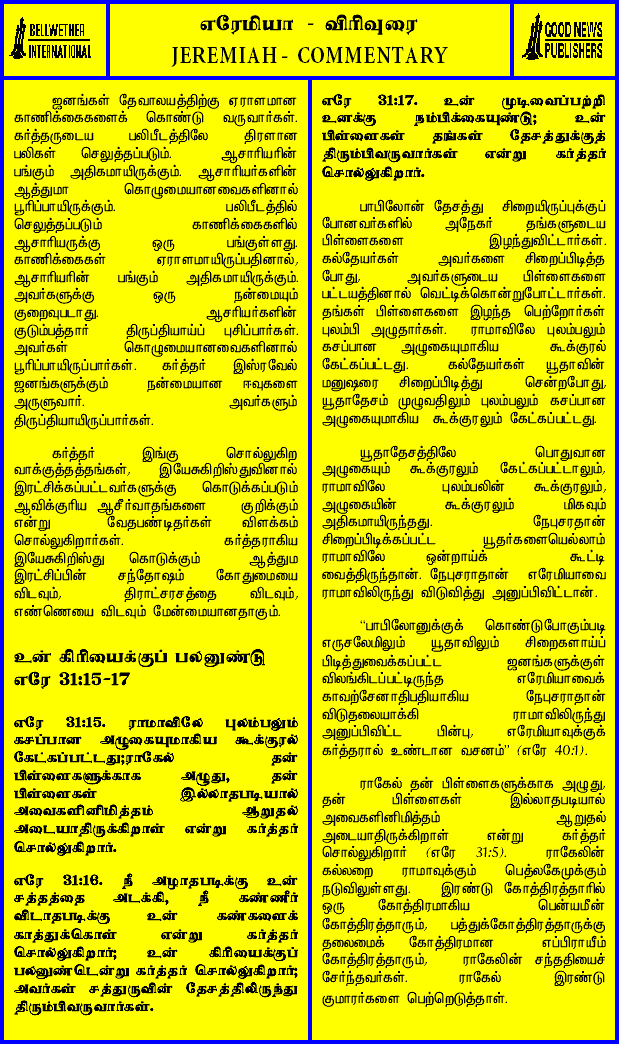 BELLWETHER
INTERNATIONAL
எரேமியா - விரிவுரை
JEREMIAH - COMMENTARY
GOOD NEWS
PUBLISHERS
ஜனங்கள் தேவாலயத்திற்கு ஏராளமான
காணிக்கைகளைக் கொண்டு வருவார்கள்.
கர்த்தருடைய பலிபீடத்திலே திரளான
பலிகள் செலுத்தப்படும். ஆசாரியரின்
பங்கும் அதிகமாயிருக்கும். ஆசாரியர்களின்
ஆத்துமா கொழுமையானவைகளினால்
பூரிப்பாயிருக்கும். பலிபீடத்தில்
செலுத்தப்படும் காணிக்கைகளில்
ஆசாரியருக்கு ஒரு பங்குள்ளது.
காணிக்கைகள் ஏராளமாயிருப்பதினால்,
ஆசாரியரின் பங்கும் அதிகமாயிருக்கும்.
அவர்களுக்கு ஒரு நன்மையும்
குறைவுபடாது. ஆசரியர்களின்
குடும்பத்தார் திருப்தியாய்ப் புசிப்பார்கள்.
அவர்கள் கொழுமையானவைகளினால்
பூரிப்பாயிருப்பார்கள். கர்த்தர் இஸ்ரவேல்
ஜனங்களுக்கும் நன்மையான ஈவுகளை
அருளுவார். அவர்களும்
திருப்தியாயிருப்பார்கள்.
கர்த்தர் இங்கு சொல்லுகிற
வாக்குத்தத்தங்கள், இயேசுகிறிஸ்துவினால்
இரட்சிக்கப்பட்டவர்களுக்கு கொடுக்கப்படும்
ஆவிக்குரிய ஆசீர்வாதங்களை குறிக்கும்
என்று வேதபண்டிதர்கள் விளக்கம்
சொல்லுகிறார்கள். கர்த்தராகிய
இயேசுகிறிஸ்து கொடுக்கும் ஆத்தும
இரட்சிப்பின் சந்தோஷம் கோதுமையை
விடவும், திராட்சரசத்தை விடவும்,
எண்ணெயை விடவும் மேன்மையானதாகும்.
உன் கிரியைக்குப் பலனுண்டு
எரே 31:15-17
எரே 31:15. ராமாவிலே புலம்பலும்
கசப்பான அழுகையுமாகிய கூக்குரல்
கேட்கப்பட்டது;ராகேல் தன்
பிள்ளைகளுக்காக அழுது, தன்
பிள்ளைகள் இல்லாதபடியால்
அவைகளினிமித்தம் ஆறுதல்
அடையாதிருக்கிறாள் என்று கர்த்தர்
சொல்லுகிறார்.
எரே 31:16. நீ அழாதபடிக்கு உன்
சத்தத்தை அடக்கி, நீ கண்ணீர்
விடாதபடிக்கு உன் கண்களைக்
காத்துக்கொள் என்று கர்த்தர்
சொல்லுகிறார்; உன் கிரியைக்குப்
பலனுண்டென்று கர்த்தர் சொல்லுகிறார்;
அவர்கள் சத்துருவின் தேசத்திலிருந்து
திரும்பிவருவார்கள்.
எரே 31:17. உன் முடிவைப்பற்றி
உனக்கு நம்பிக்கையுண்டு; உன்
பிள்ளைகள் தங்கள் தேசத்துக்குத்
திரும்பிவருவார்கள் என்று கர்த்தர்
சொல்லுகிறார்.
பாபிலோன் தேசத்து சிறையிருப்புக்குப்
போனவர்களில் அநேகர் தங்களுடைய
பிள்ளைகளை இழந்துவிட்டார்கள்.
கல்தேயர்கள் அவர்களை சிறைப்பிடித்த
போது, அவர்களுடைய பிள்ளைகளை
பட்டயத்தினால் வெட்டிக்கொன்றுபோட்டார்கள்.
தங்கள் பிள்ளைகளை இழந்த பெற்றோர்கள்
புலம்பி அழுதார்கள். ராமாவிலே புலம்பலும்
கசப்பான அழுகையுமாகிய கூக்குரல்
கேட்கப்பட்டது. கல்தேயர்கள் யூதாவின்
மனுஷரை சிறைப்பிடித்து சென்றபோது,
யூதாதேசம் முழுவதிலும் புலம்பலும் கசப்பான
அழுகையுமாகிய கூக்குரலும் கேட்கப்பட்டது.
யூதாதேசத்திலே பொதுவான
அழுகையும் கூக்குரலும் கேட்கப்பட்டாலும்,
ராமாவிலே புலம்பலின் கூக்குரலும்,
அழுகையின் கூக்குரலும் மிகவும்
அதிகமாயிருந்தது. நேபுசரதான்
சிறைப்பிடிக்கப்பட்ட யூதர்களையெல்லாம்
ராமாவிலே ஒன்றாய்க் கூட்டி
வைத்திருந்தான். நேபுசராதான் எரேமியாவை
ராமாவிலிருந்து விடுவித்து அனுப்பிவிட்டான்.
“பாபிலோனுக்குக் கொண்டுபோகும்படி
எருசலேமிலும் யூதாவிலும் சிறைகளாய்ப்
பிடித்துவைக்கப்பட்ட ஜனங்களுக்குள்
விலங்கிடப்பட்டிருந்த எரேமியாவைக்
காவற்சேனாதிபதியாகிய நேபுசராதான்
விடுதலையாக்கி ராமாவிலிருந்து
அனுப்பிவிட்ட பின்பு, எரேமியாவுக்குக்
கர்த்தரால் உண்டான வசனம்” (எரே 40:1).
ராகேல் தன் பிள்ளைகளுக்காக அழுது,
தன் பிள்ளைகள் இல்லாதபடியால்
அவைகளினிமித்தம் ஆறுதல்
அடையாதிருக்கிறாள் என்று கர்த்தர்
சொல்லுகிறார் (எரே 31:5). ராகேலின்
கல்லறை ராமாவுக்கும் பெத்லகேமுக்கும்
நடுவிலுள்ளது. இரண்டு கோத்திரத்தாரில்
ஒரு கோத்திரமாகிய பென்யமீன்
கோத்திரத்தாரும், பத்துக்கோத்திரத்தாருக்கு
தலைமைக் கோத்திரமான எப்பிராயீம்
கோத்திரத்தாரும், ராகேலின் சந்ததியைச்
சேர்ந்தவர்கள். ராகேல் இரண்டு
குமாரர்களை பெற்றெடுத்தாள்.